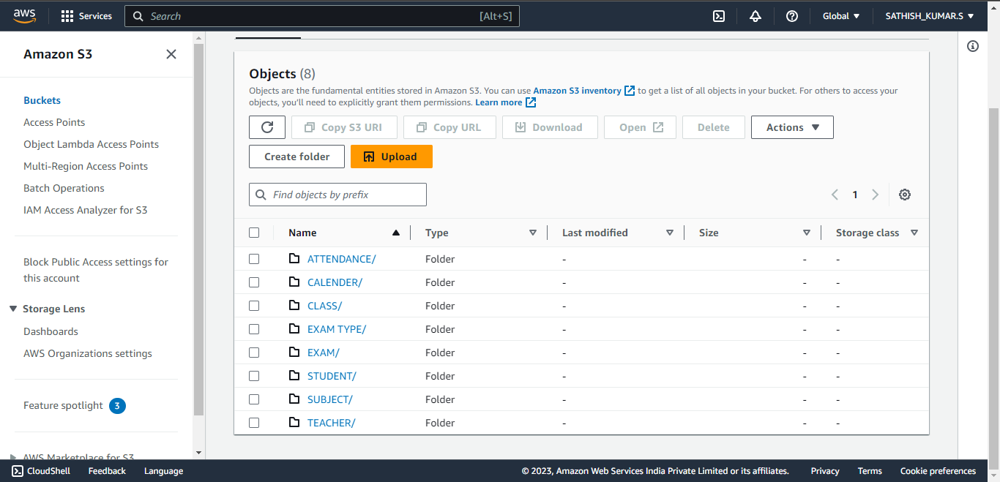 aws Services Search [Alt+S] Global SATHISH_KUMAR.S
Amazon S3
Buckets
Access Points
Object Lambda Access Points
Multi-Region Access Points
Batch Operations
IAM Access Analyzer for S3
Block Public Access settings for
this account
Storage Lens
Dashboards
AWS Organizations settings
Feature spotlight 3
AWS Marketplace for S3
Objects (8)
Objects are the fundamental entities stored in Amazon S3. You can use Amazon S3 inventory to get a list of all objects in your bucket. For others to access your
objects, you'll need to explicitly grant them permissions. Learn more
Copy S3 URI Copy URL Download Open Delete Actions
Create folder Upload
Find objects by prefix 1
Name Type Last modified Size Storage class
ATTENDANCE/ Folder - - -
CALENDER/ Folder - - -
CLASS/ Folder - - -
EXAM TYPE/ Folder - - -
EXAM/ Folder - - -
STUDENT/ Folder - - -
SUBJECT/ Folder - - -
TEACHER/ Folder - - -
CloudShell Feedback Language © 2023, Amazon Web Services India Private Limited or its affiliates. Privacy Terms Cookie preferences